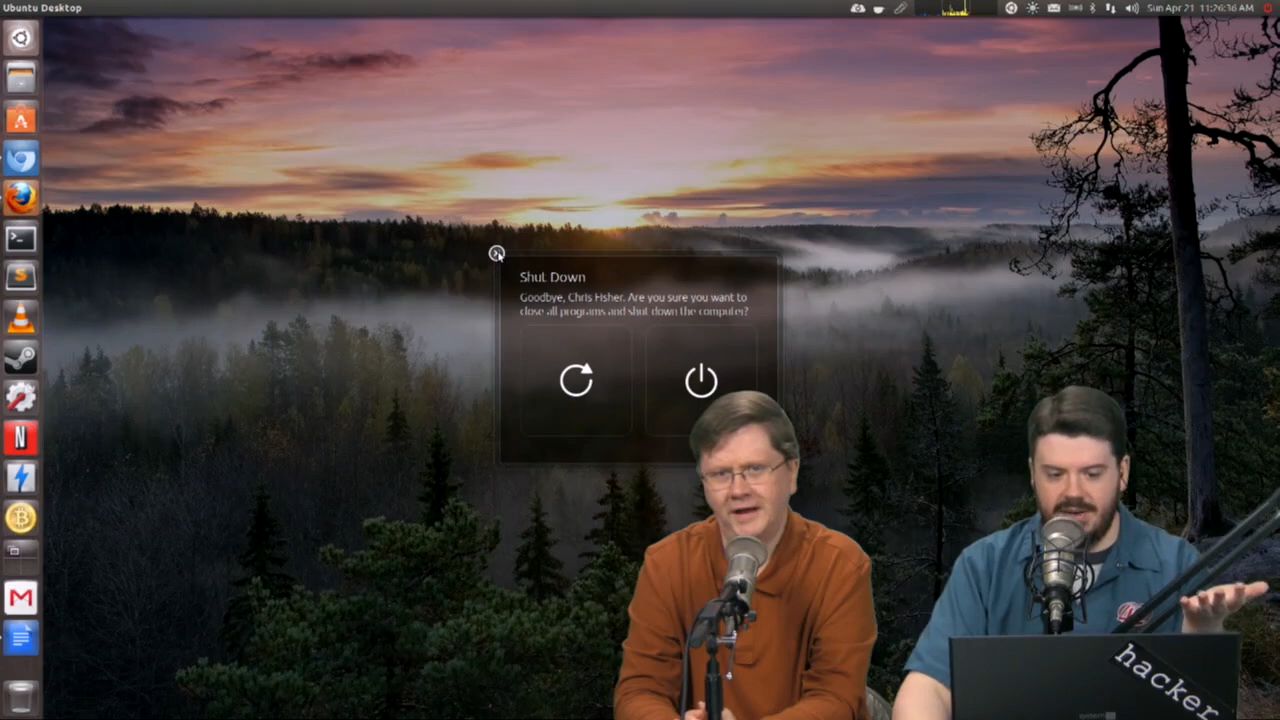 Ubuntu Desktop
Sun Apr 21 11:26:36 AM
Shut Down
Goodbye, Chris Fisher. Are you sure you want to
close all programs and shut down the computer?
hacker